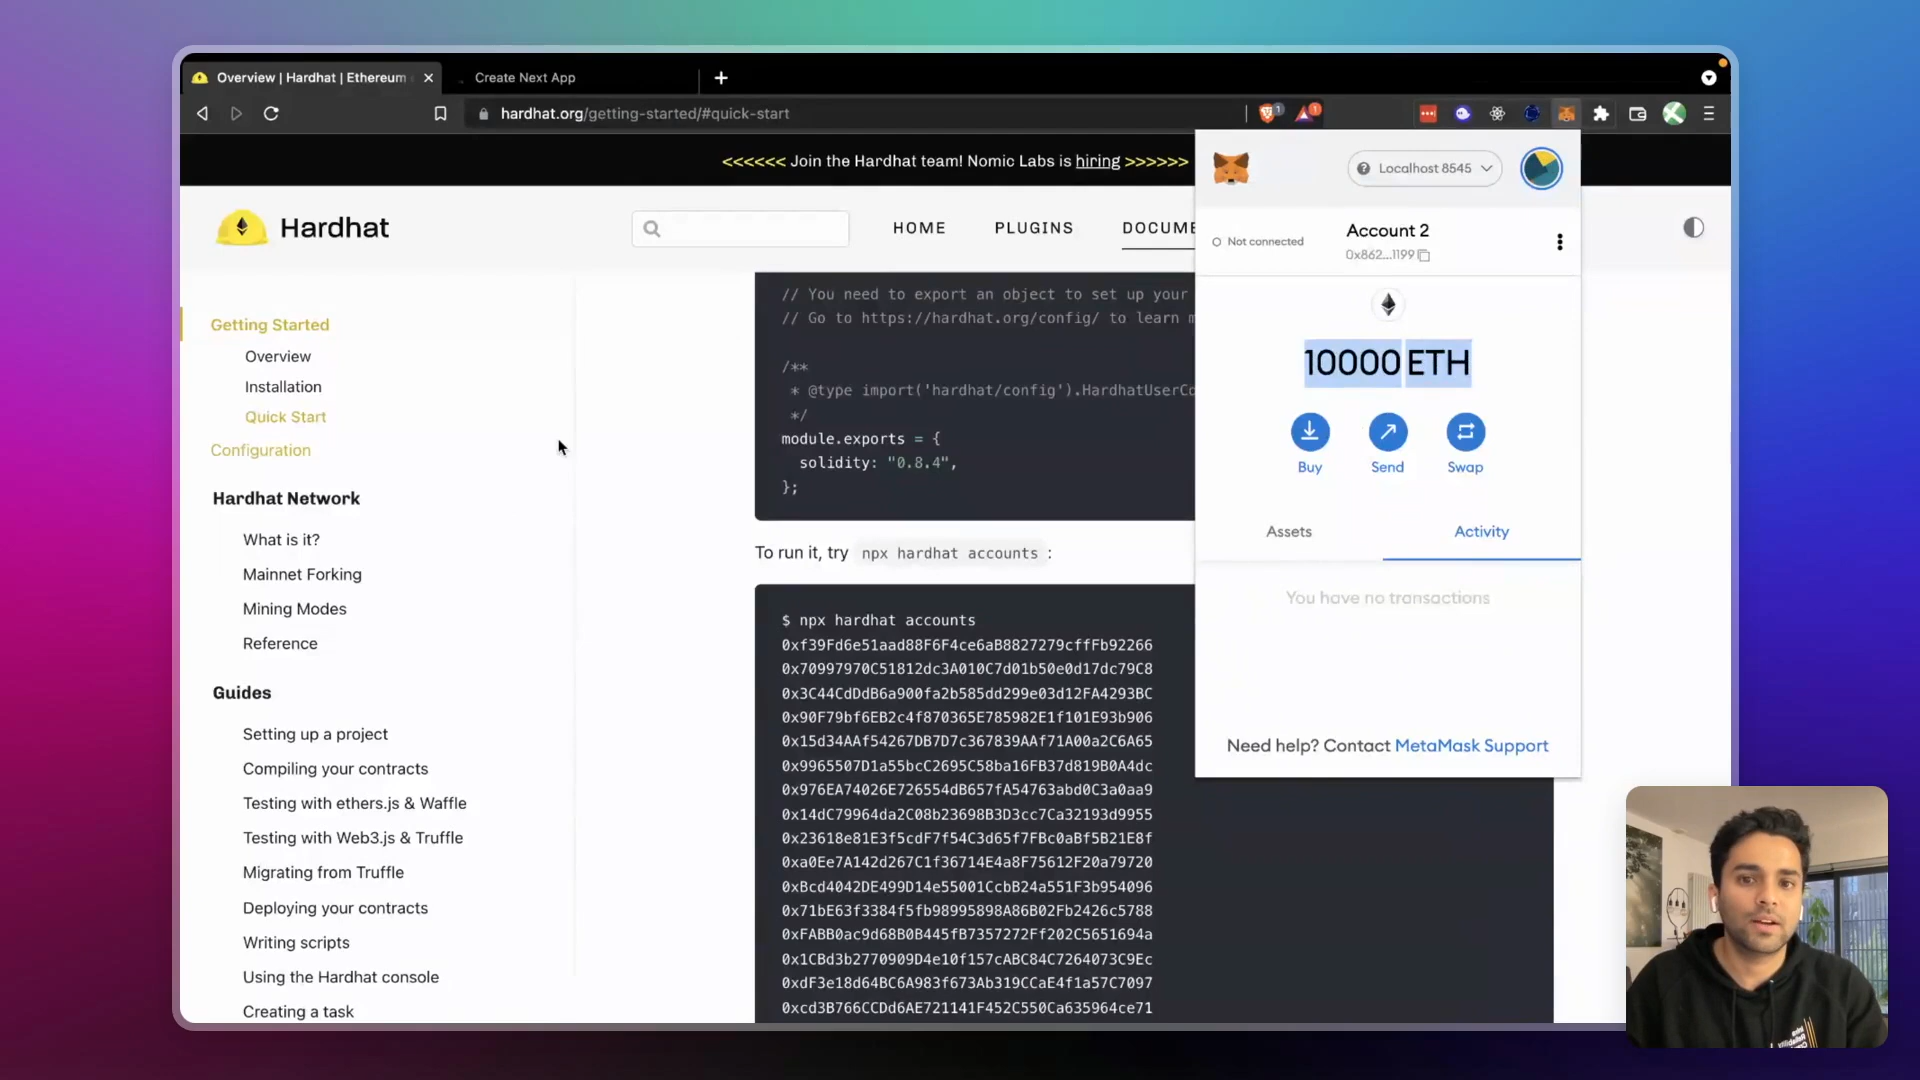 Overview | Hardhat | Ethereum
Create Next App
hardhat.org/getting-started/#quick-start
1
1
<<<<<< Join the Hardhat team! Nomic Labs is hiring >>>>>>
Hardhat
HOME
PLUGINS
DOCUME
Getting Started
Overview
Installation
Quick Start
Configuration
Hardhat Network
What is it?
Mainnet Forking
Mining Modes
Reference
Guides
Setting up a project
Compiling your contracts
Testing with ethers.js & Waffle
Testing with Web3.js & Truffle
Migrating from Truffle
Deploying your contracts
Writing scripts
Using the Hardhat console
Creating a task
// You need to export an object to set up your
// Go to https://hardhat.org/config/ to learn m
/**
* @type import('hardhat/config').HardhatUserCo
*/
module.exports = {
solidity: "0.8.4",
};
To run it, try npx hardhat accounts :
$ npx hardhat accounts
0xf39Fd6e51aad88F6F4ce6aB8827279cffFb92266
0x70997970C51812dc3A010C7d01b50e0d17dc79C8
0x3C44CdDdB6a900fa2b585dd299e03d12FA4293BC
0x90F79bf6EB2c4f870365E785982E1f101E93b906
0x15d34AAf54267DB7D7c367839AAf71A00a2C6A65
0x9965507D1a55bcC2695C58ba16FB37d819B0A4dc
0x976EA74026E726554dB657fA54763abd0C3a0aa9
0x14dC79964da2C08b23698B3D3cc7Ca32193d9955
0x23618e81E3f5cdF7f54C3d65f7FBc0aBf5B21E8f
0xa0Ee7A142d267C1f36714E4a8F75612F20a79720
0xBcd4042DE499D14e55001CcbB24a551F3b954096
0x71bE63f3384f5fb98995898A86B02Fb2426c5788
0xFABB0ac9d68B0B445fB7357272Ff202C5651694a
0x1CBd3b2770909D4e10f157cABC84C7264073C9Ec
0xdF3e18d64BC6A983f673Ab319CCaE4f1a57C7097
0xcd3B766CCDd6AE721141F452C550Ca635964ce71
Localhost 8545
Not connected
Account 2
0x862...1199
10000 ETH
Buy
Send
Swap
Assets
Activity
You have no transactions
Need help? Contact MetaMask Support